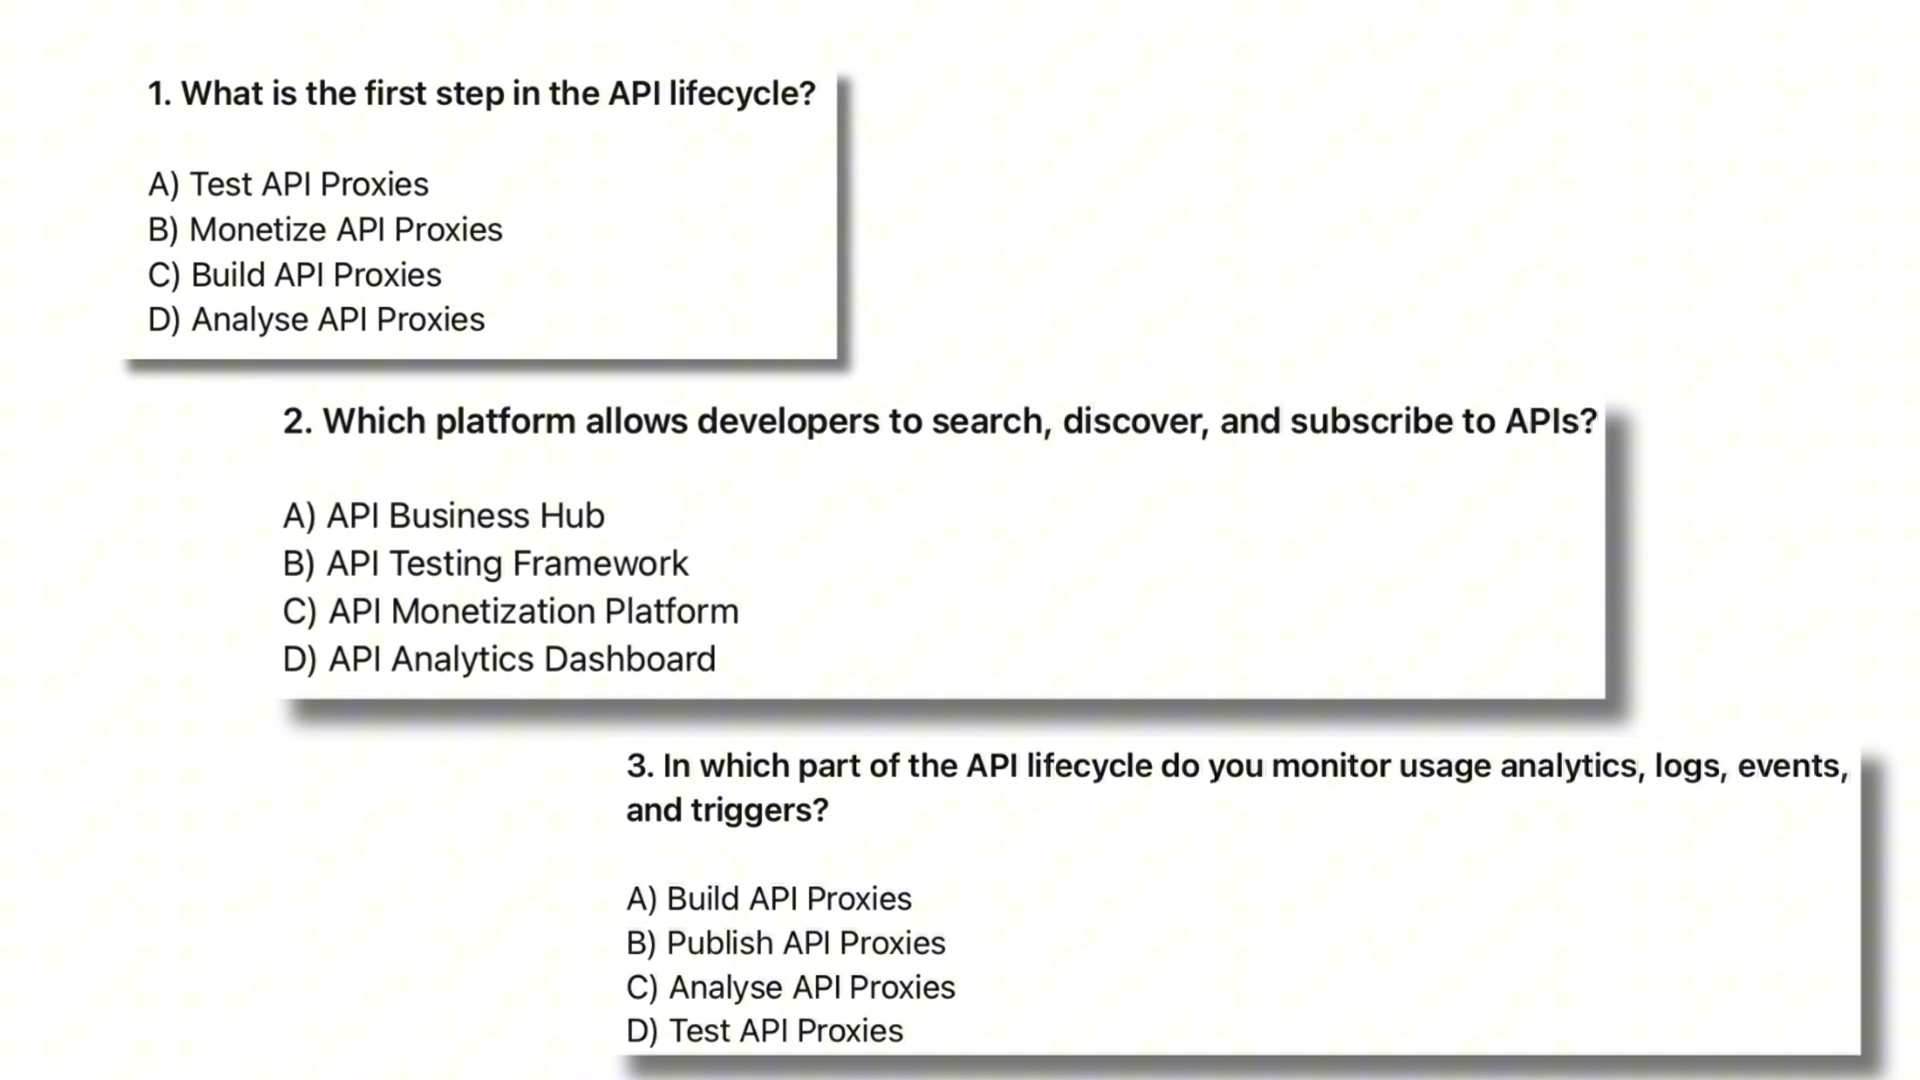 1. What is the first step in the API lifecycle?
A) Test API Proxies
B) Monetize API Proxies
C) Build API Proxies
D) Analyse API Proxies
2. Which platform allows developers to search, discover, and subscribe to APIs?
A) API Business Hub
B) API Testing Framework
C) API Monetization Platform
D) API Analytics Dashboard
3. In which part of the API lifecycle do you monitor usage analytics, logs, events,
and triggers?
A) Build API Proxies
B) Publish API Proxies
C) Analyse API Proxies
D) Test API Proxies